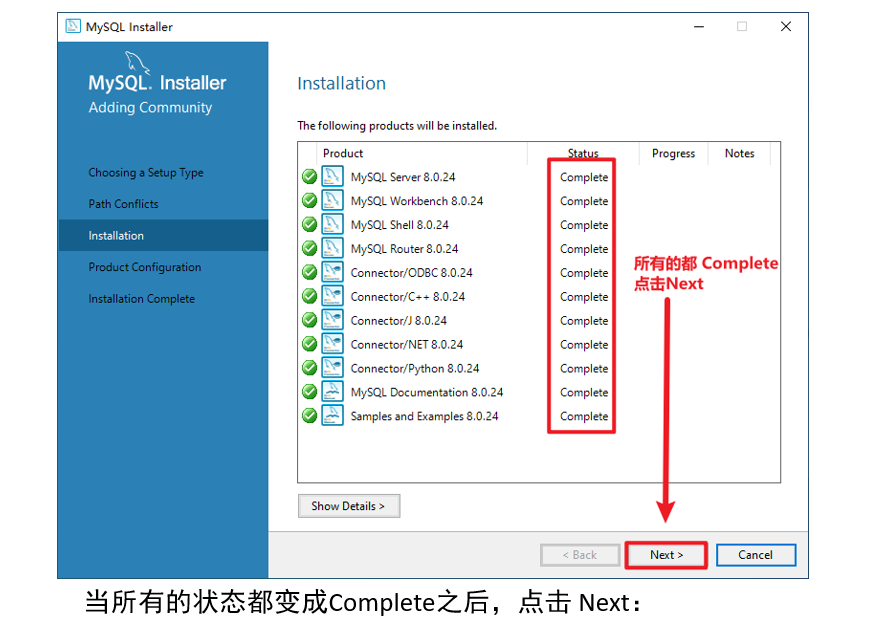 MySQL Installer
MySQL. Installer
Adding Community
Choosing a Setup Type
Path Conflicts
Installation
Product Configuration
Installation Complete
Installation
The following products will be installed.
Product Status Progress Notes
MySQL Server 8.0.24 Complete
MySQL Workbench 8.0.24 Complete
MySQL Shell 8.0.24 Complete
MySQL Router 8.0.24 Complete
Connector/ODBC 8.0.24 Complete
Connector/C++ 8.0.24 Complete
Connector/J 8.0.24 Complete
Connector/NET 8.0.24 Complete
Connector/Python 8.0.24 Complete
MySQL Documentation 8.0.24 Complete
Samples and Examples 8.0.24 Complete
所有的都 Complete
点击Next
Show Details >
< Back Next > Cancel
当所有的状态都变成Complete之后，点击 Next：